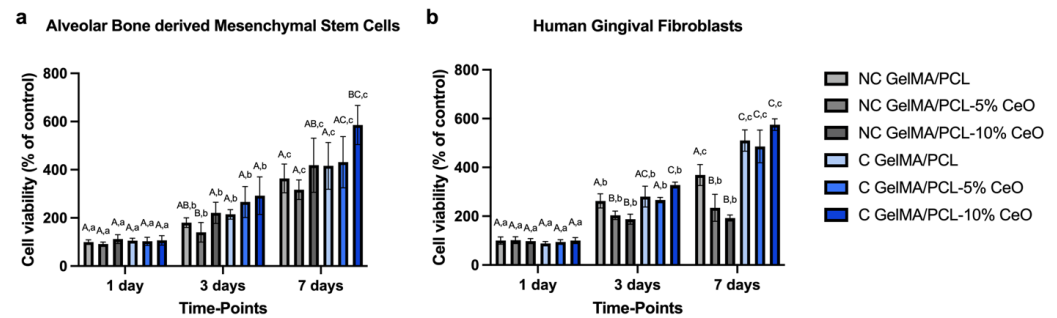 a
Alveolar Bone derived Mesenchymal Stem Cells
Cell viability (% of control)
800
600
400
200
0
A,a
A,a
A,a
A,a
A,a
A,a
AB,b
B,b
A,b
A,b
A,b
A,b
A,c
A,c
AB,c
A,c
AC,c
BC,c
1 day
3 days
7 days
Time-Points
b
Human Gingival Fibroblasts
Cell viability (% of control)
800
600
400
200
0
A,a
A,a
A,a
A,a
A,a
A,a
A,b
B,b
B,b
AC,b
A,b
C,b
A,c
B,b
B,b
C,c
C,c
C,c
1 day
3 days
7 days
Time-Points
NC GelMA/PCL
NC GelMA/PCL-5% CeO
NC GelMA/PCL-10% CeO
C GelMA/PCL
C GelMA/PCL-5% CeO
C GelMA/PCL-10% CeO